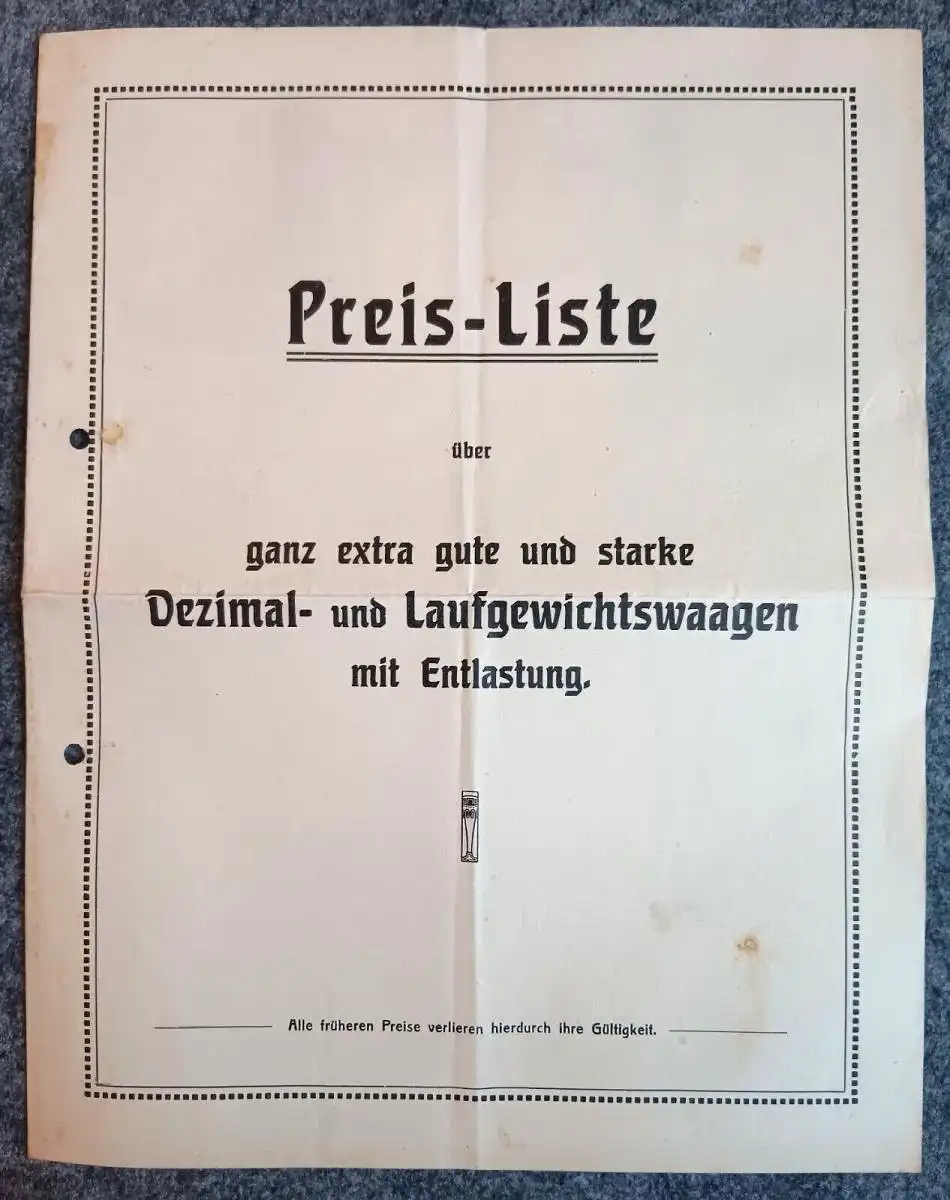 Preis-Liste
über
ganz extra gute und starke
Dezimal- und Laufgewichtswaagen
mit Entlastung.
Alle früheren Preise verlieren hierdurch ihre Gültigkeit.